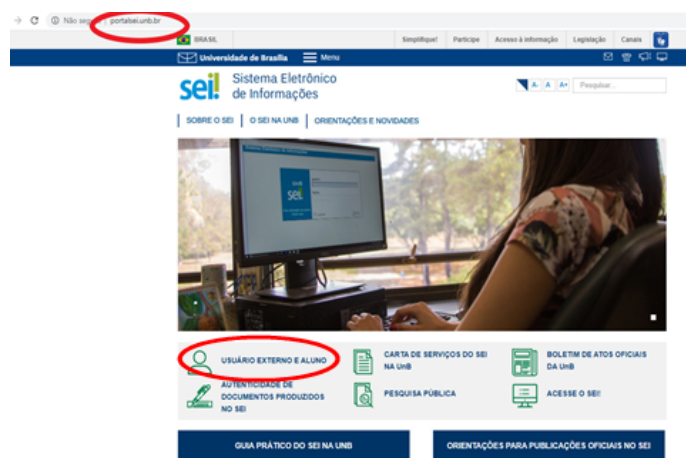 Não seg portalsei.unb.br
BRASIL Simplifique! Participe Acesso à informação Legislação Canais
Universidade de Brasília Menu
sei! Sistema Eletrônico
de Informações
A- A A+ Pesquisar...
SOBRE O SEI O SEI NA UNB ORIENTAÇÕES E NOVIDADES
sei!
USUÁRIO EXTERNO E ALUNO
CARTA DE SERVIÇOS DO SEI
NA UnB
BOLETIM DE ATOS OFICIAIS
DA UnB
AUTENTICIDADE DE
DOCUMENTOS PRODUZIDOS
NO SEI
PESQUISA PÚBLICA
ACESSE O SEI!
GUIA PRÁTICO DO SEI NA UNB
ORIENTAÇÕES PARA PUBLICAÇÕES OFICIAIS NO SEI